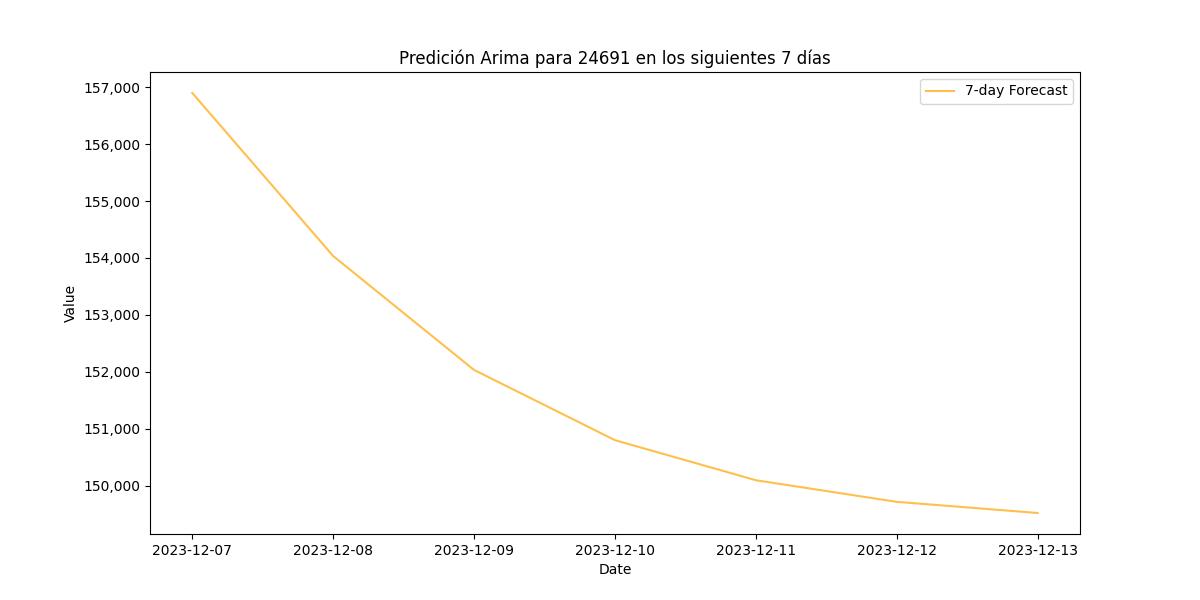 Predición Arima para 24691 en los siguientes 7 días
7-day Forecast
157,000
156,000
155,000
154,000
153,000
152,000
151,000
150,000
Value
2023-12-07 2023-12-08 2023-12-09 2023-12-10 2023-12-11 2023-12-12 2023-12-13
Date